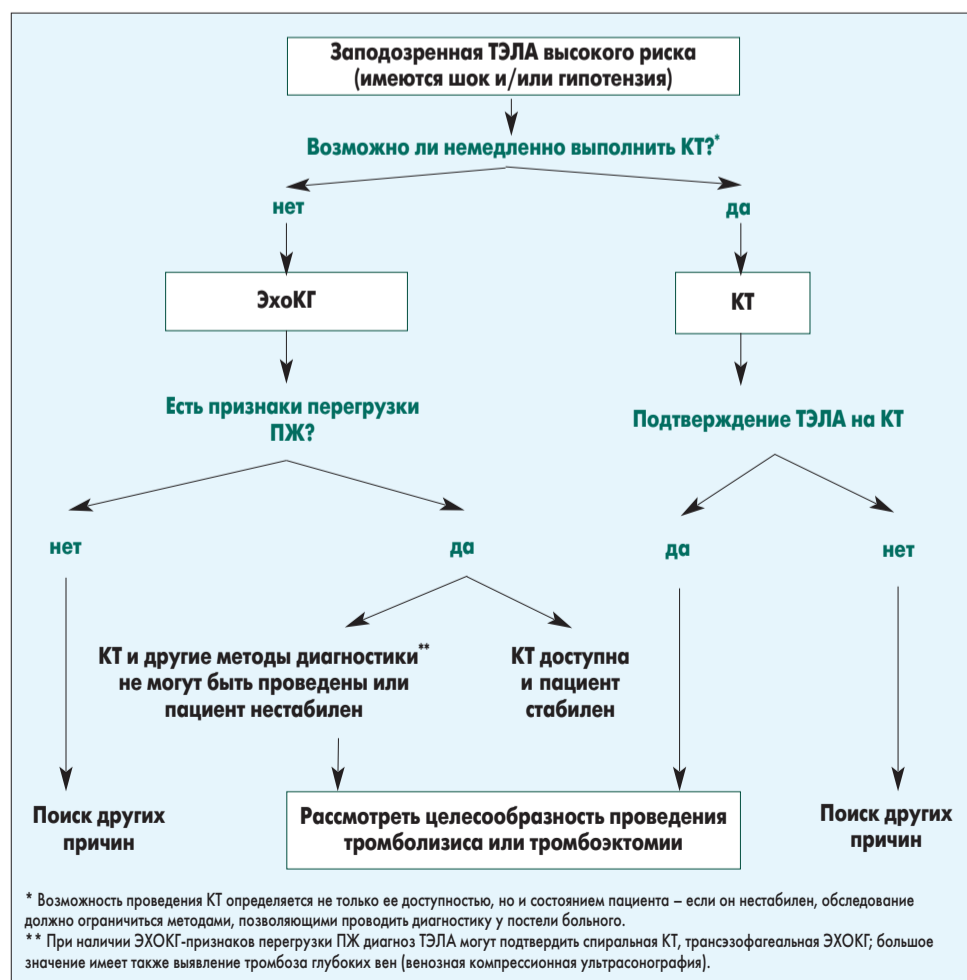 Заподозренная ТЭЛА высокого риска
(имеются шок и/или гипотензия)
Возможно ли немедленно выполнить КТ?*
нет
да
ЭхоКГ
КТ
Есть признаки перегрузки
ПЖ?
Подтверждение ТЭЛА на КТ
нет
да
да
нет
КТ и другие методы диагностики**
не могут быть проведены или
пациент нестабилен
КТ доступна
и пациент
стабилен
Поиск других
причин
Рассмотреть целесообразность проведения
тромболизиса или тромбоэктомии
Поиск других
причин
* Возможность проведения КТ определяется не только ее доступностью, но и состоянием пациента – если он нестабилен, обследование
должно ограничиться методами, позволяющими проводить диагностику у постели больного.
** При наличии ЭХОКГ-признаков перегрузки ПЖ диагноз ТЭЛА могут подтвердить спиральная КТ, трансэзофагеальная ЭХОКГ; большое
значение имеет также выявление тромбоза глубоких вен (венозная компрессионная ультрасонография).